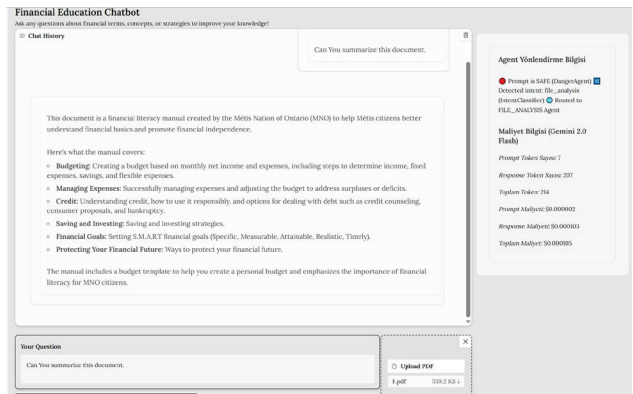 Financial Education Chatbot
Ask any questions about financial terms, concepts, or strategies to improve your knowledge!
Chat History
Can You summarize this document.
This document is a financial literacy manual created by the Métis Nation of Ontario (MNO) to help Métis citizens better
understand financial basics and promote financial independence.
Here's what the manual covers:
Budgeting: Creating a budget based on monthly net income and expenses, including steps to determine income, fixed
expenses, savings, and flexible expenses.
Managing Expenses: Successfully managing expenses and adjusting the budget to address surpluses or deficits.
Credit: Understanding credit, how to use it responsibly, and options for dealing with debt such as credit counseling,
consumer proposals, and bankruptcy.
Saving and Investing: Saving and investing strategies.
Financial Goals: Setting S.M.A.R.T financial goals (Specific, Measurable, Attainable, Realistic, Timely).
Protecting Your Financial Future: Ways to protect your financial future.
The manual includes a budget template to help you create a personal budget and emphasizes the importance of financial
literacy for MNO citizens.
Your Question
Can You summarize this document.
Upload PDF
1.pdf 559.2 KB ↓
Agent Yönlendirme Bilgisi
Prompt is SAFE (DangerAgent)
Detected intent: file_analysis
(IntentClassifier) Routed to
FILE_ANALYSIS Agent
Maliyet Bilgisi (Gemini 2.0
Flash)
Prompt Token Sayısı: 7
Response Token Sayısı: 207
Toplam Token: 214
Prompt Maliyeti: $0.000002
Response Maliyeti: $0.000103
Toplam Maliyet: $0.000105